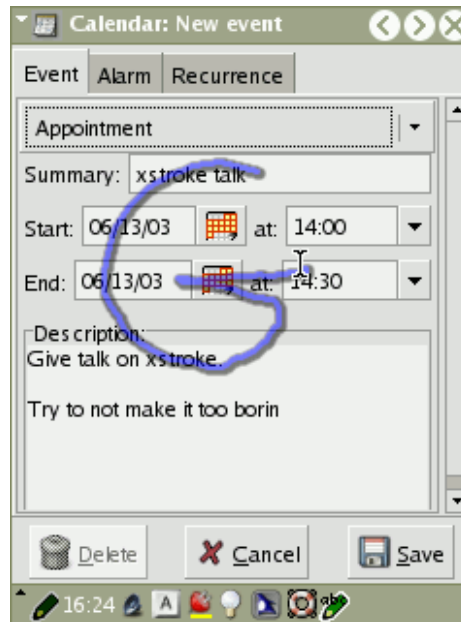 Calendar: New event
Event Alarm Recurrence
Appointment
Summary: xstroke talk
Start: 06/13/03 at: 14:00
End: 06/13/03 at: 14:30
Description:
Give talk on xstroke.
Try to not make it too borin
Delete Cancel Save
16:24 A abc